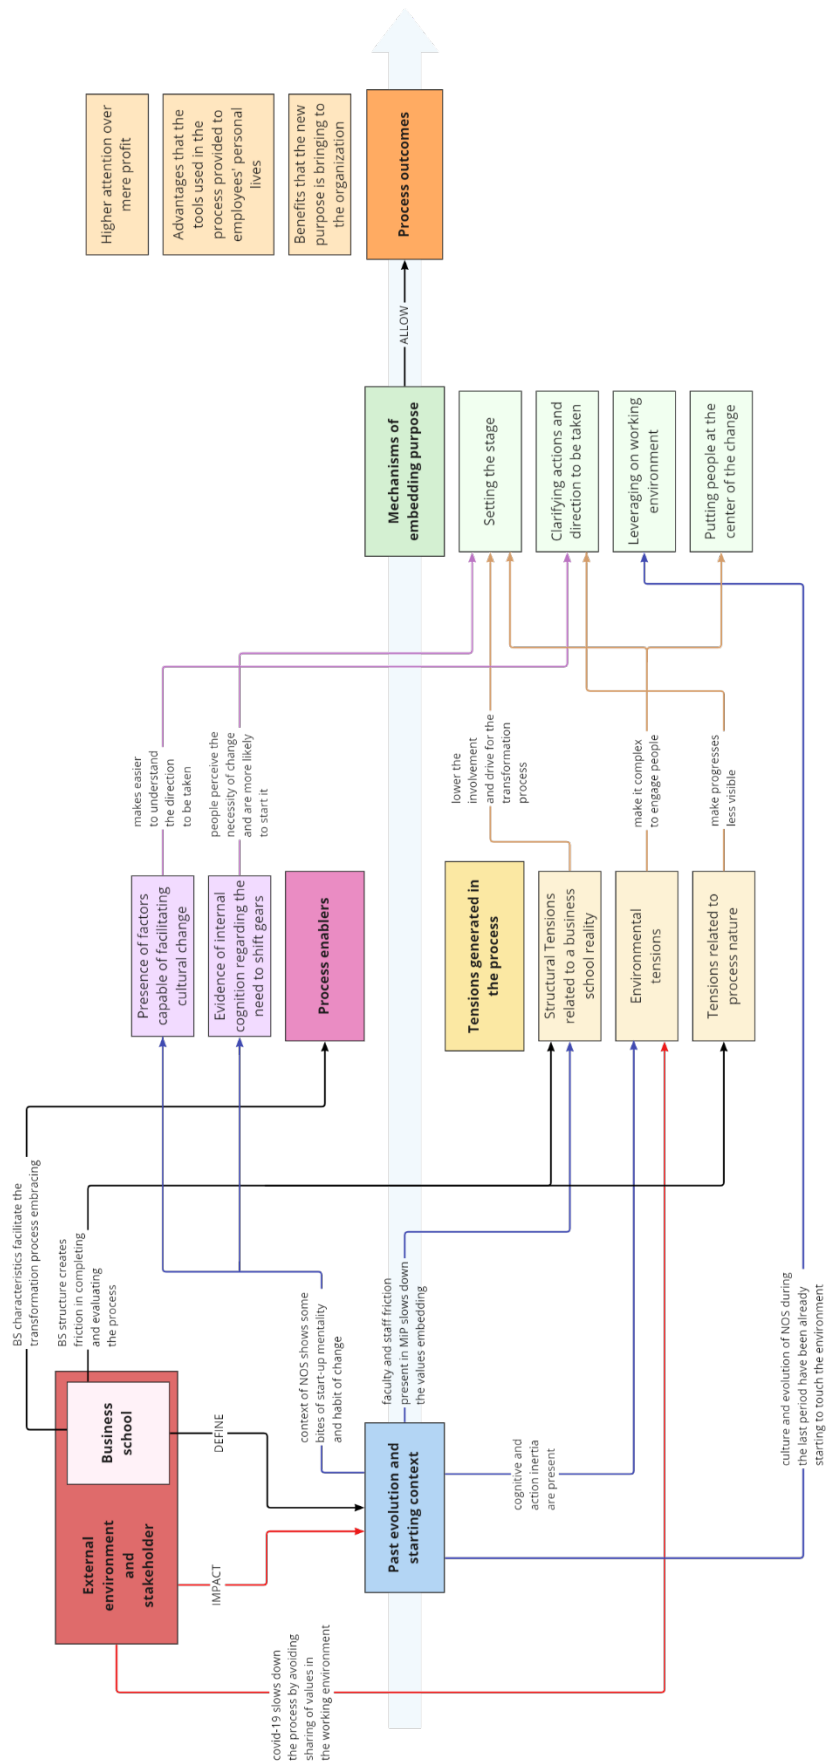 covid-19 slows down
the process by avoiding
sharing of values in
the working environment
External
environment
and
stakeholder
Business
school
IMPACT
DEFINE
BS characteristics facilitate the
transformation process embracing
BS structure creates
friction in completing
and evaluating
the process
Past evolution and
starting context
context of NOS shows some
bites of start-up mentality
and habit of change
faculty and staff friction
present in MiP slows down
the values embedding
cognitive and
action inertia
are present
culture and evolution of NOS during
the last period have been already
starting to touch the environment
Presence of factors
capable of facilitating
cultural change
Evidence of internal
cognition regarding the
need to shift gears
Process enablers
Tensions generated in
the process
Structural Tensions
related to a business
school reality
Environmental
tensions
Tensions related to
process nature
makes easier
to understand
the direction
to be taken
people perceive the
necessity of change
and are more likely
to start it
lower the
involvement
and drive for the
transformation
process
make it complex
to engage people
make progresses
less visible
Mechanisms of
embedding purpose
Setting the stage
Clarifying actions and
direction to be taken
Leveraging on working
environment
Putting people at the
center of the change
ALLOW
Higher attention over
mere profit
Advantages that the
tools used in the
process provided to
employees' personal
lives
Benefits that the new
purpose is bringing to
the organization
Process outcomes